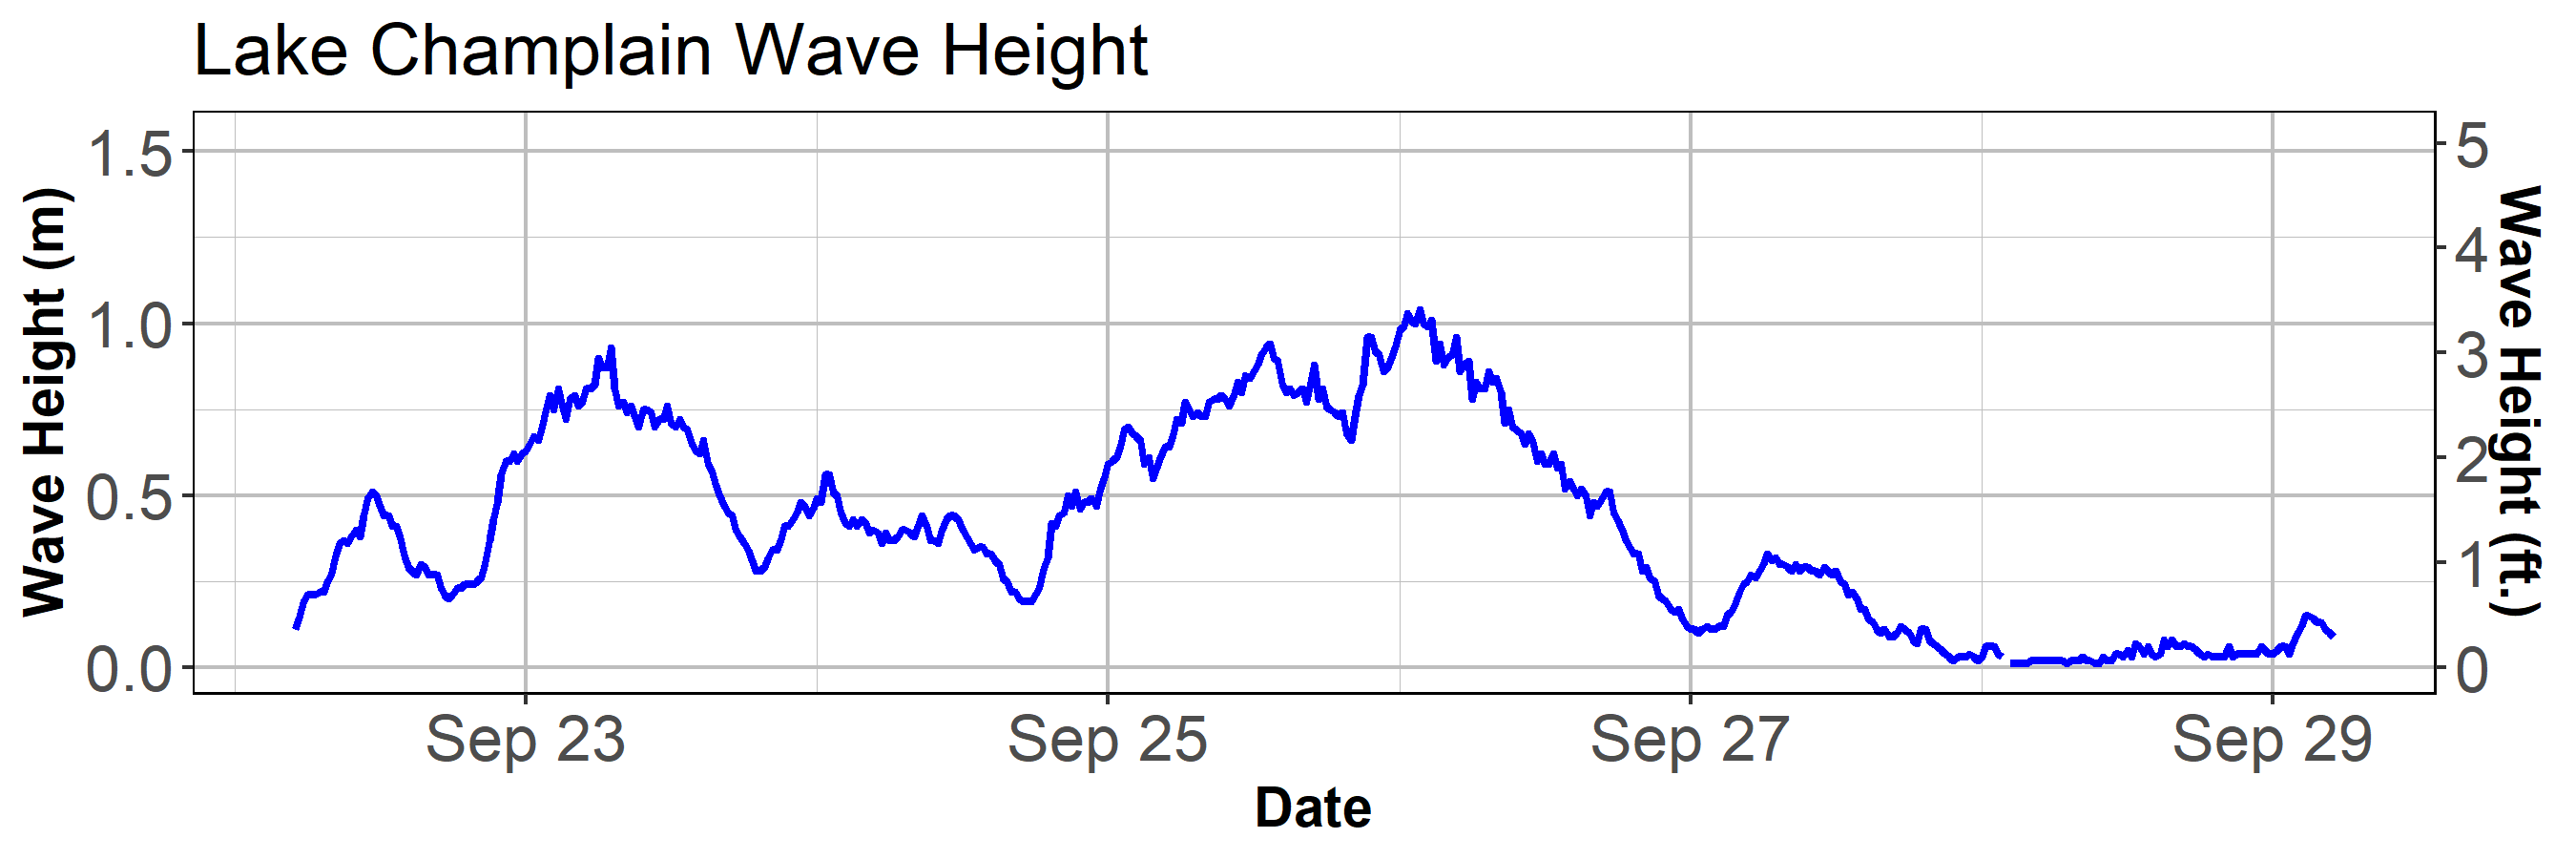 Lake Champlain Wave Height
Wave Height (m)
1.5
1.0
0.5
0.0
5
4
3
2
1
0
Wave Height (ft.)
Sep 23
Sep 25
Sep 27
Sep 29
Date